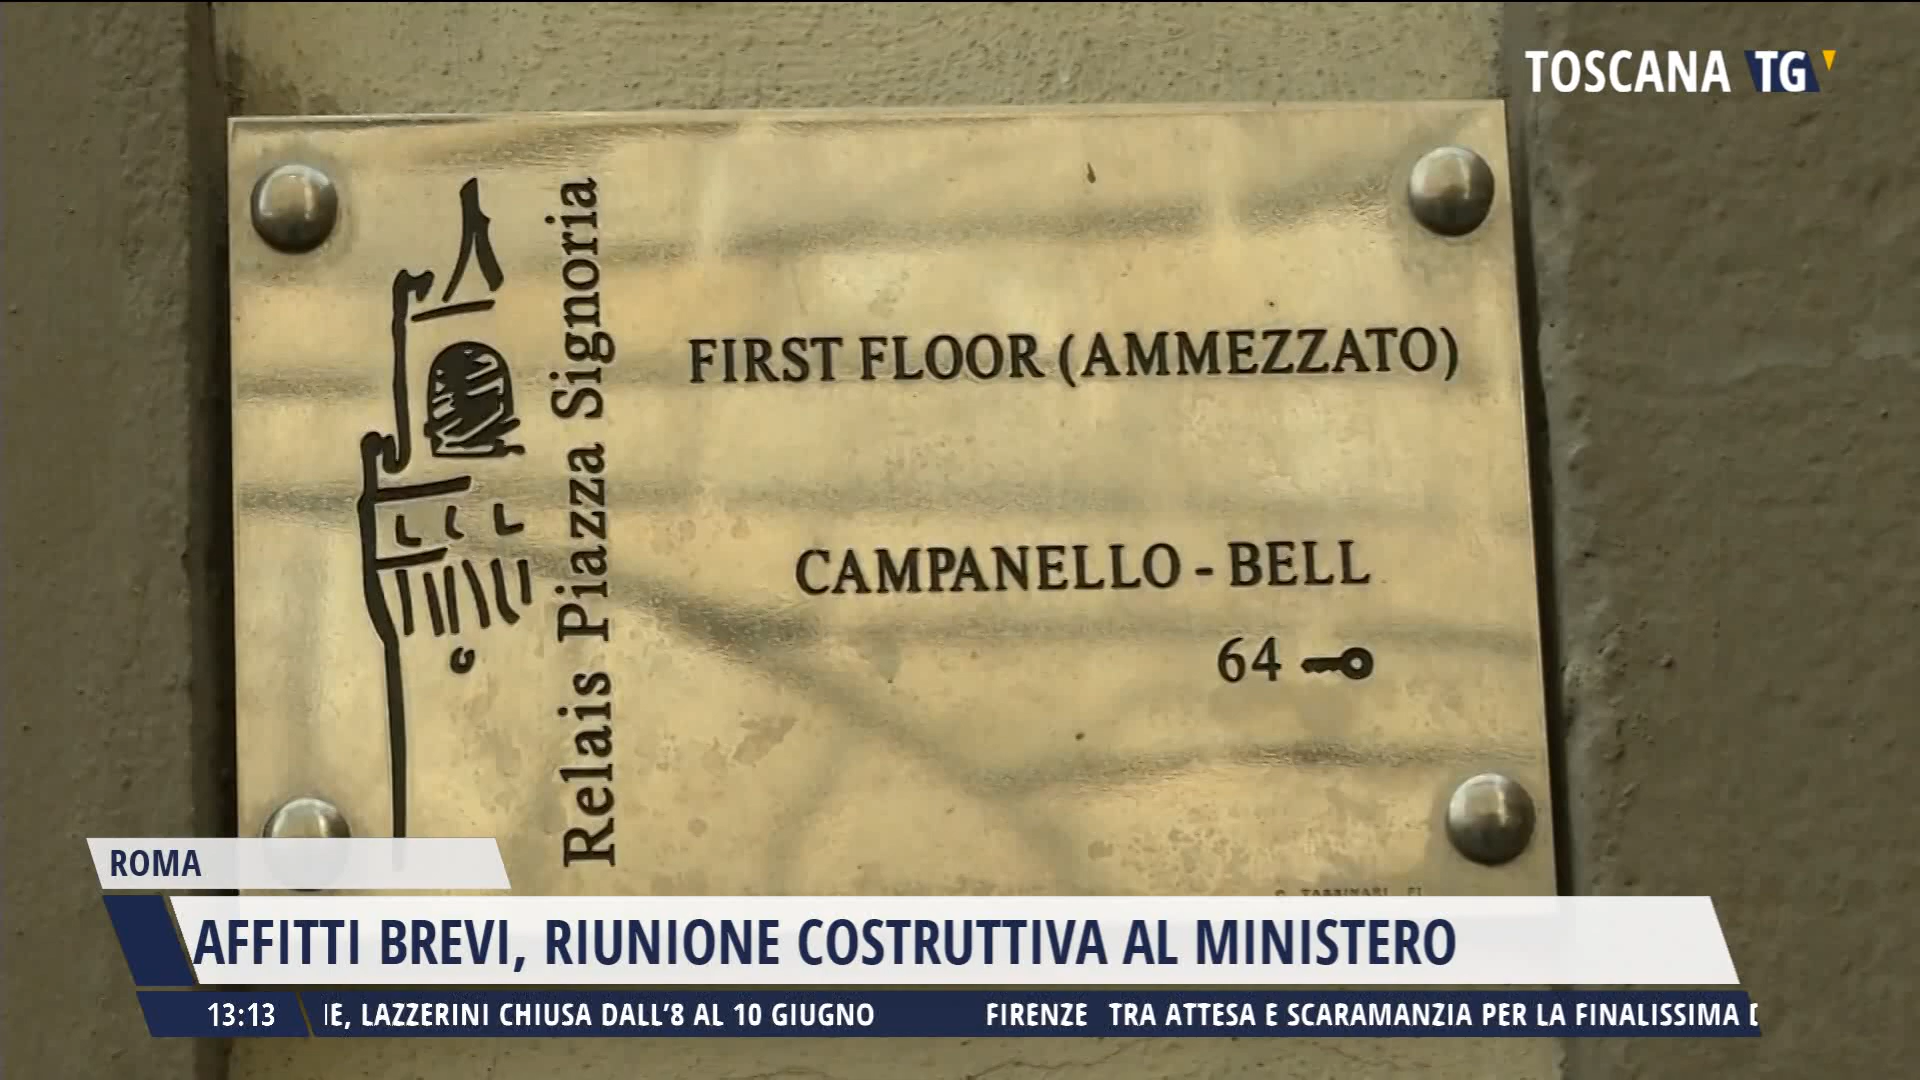 TOSCANA TG
Relais Piazza Signoria
FIRST FLOOR (AMMEZZATO)
CAMPANELLO - BELL
64
ROMA
AFFITTI BREVI, RIUNIONE COSTRUTTIVA AL MINISTERO
13:13 E, LAZZERINI CHIUSA DALL'8 AL 10 GIUGNO FIRENZE TRA ATTESA E SCARAMANZIA PER LA FINALISSIMA